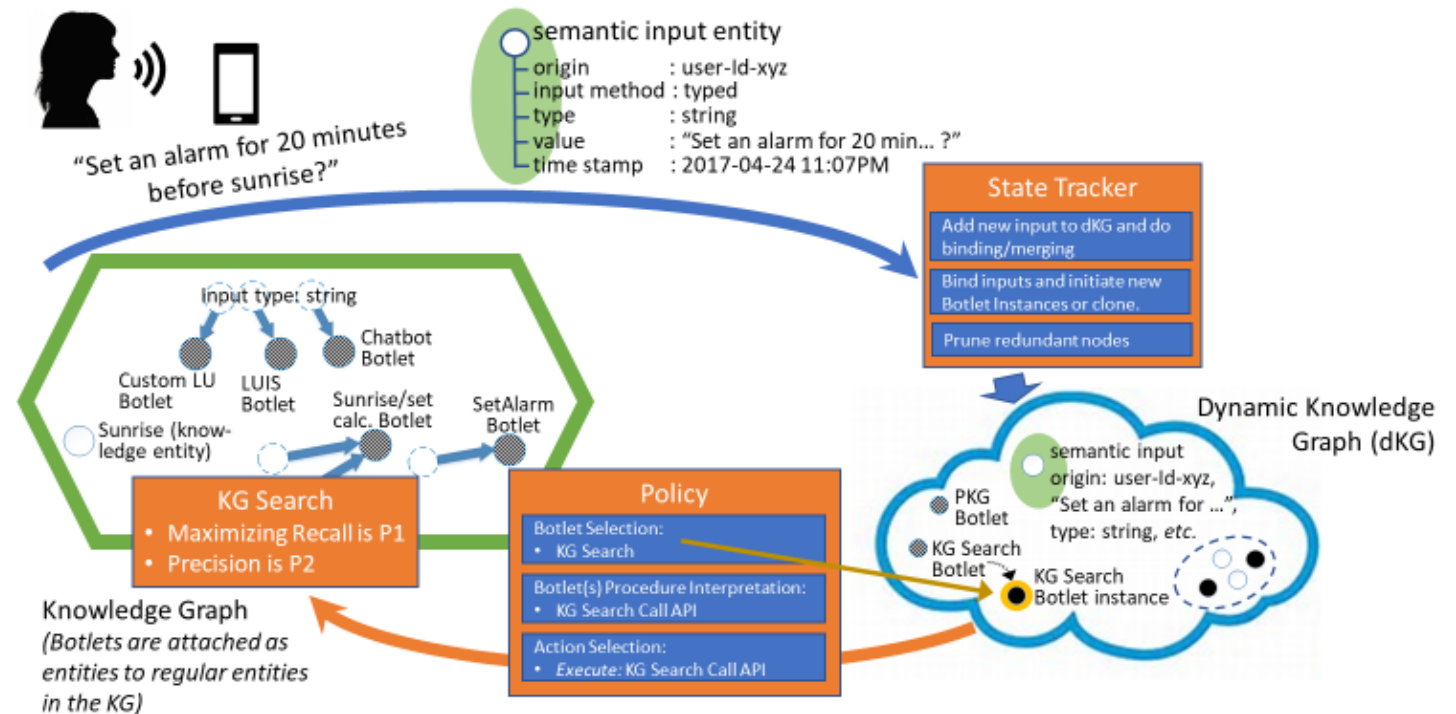 "Set an alarm for 20 minutes
before sunrise?"
semantic input entity
origin : user-Id-xyz
input method : typed
type : string
value : "Set an alarm for 20 min... ?"
time stamp : 2017-04-24 11:07PM
State Tracker
Add new input to dKG and do
binding/merging
Bind inputs and initiate new
Botlet Instances or clone.
Prune redundant nodes
Input type: string
Chatbot
Botlet
Custom LU
Botlet
LUIS
Botlet
Sunrise/set
calc. Botlet
SetAlarm
Botlet
Sunrise (know-
ledge entity)
KG Search
• Maximizing Recall is P1
• Precision is P2
Knowledge Graph
(Botlets are attached as
entities to regular entities
in the KG)
Policy
Botlet Selection:
• KG Search
Botlet(s) Procedure Interpretation:
• KG Search Call API
Action Selection:
• Execute: KG Search Call API
Dynamic Knowledge
Graph (dKG)
semantic input
origin: user-Id-xyz,
"Set an alarm for ...",
type: string, etc.
PKG
Botlet
KG Search
Botlet
KG Search
Botlet instance